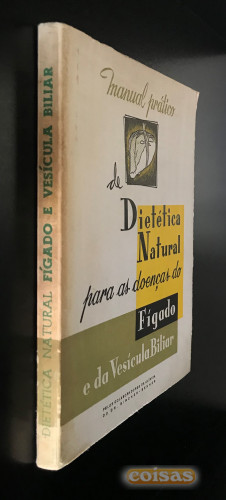 DIETÉTICA NATURAL FÍGADO E VESÍCULA BILIAR
manual prático
de
Dietética
Natural
para as doenças do
Fígado
e da Vesícula Biliar
coisas